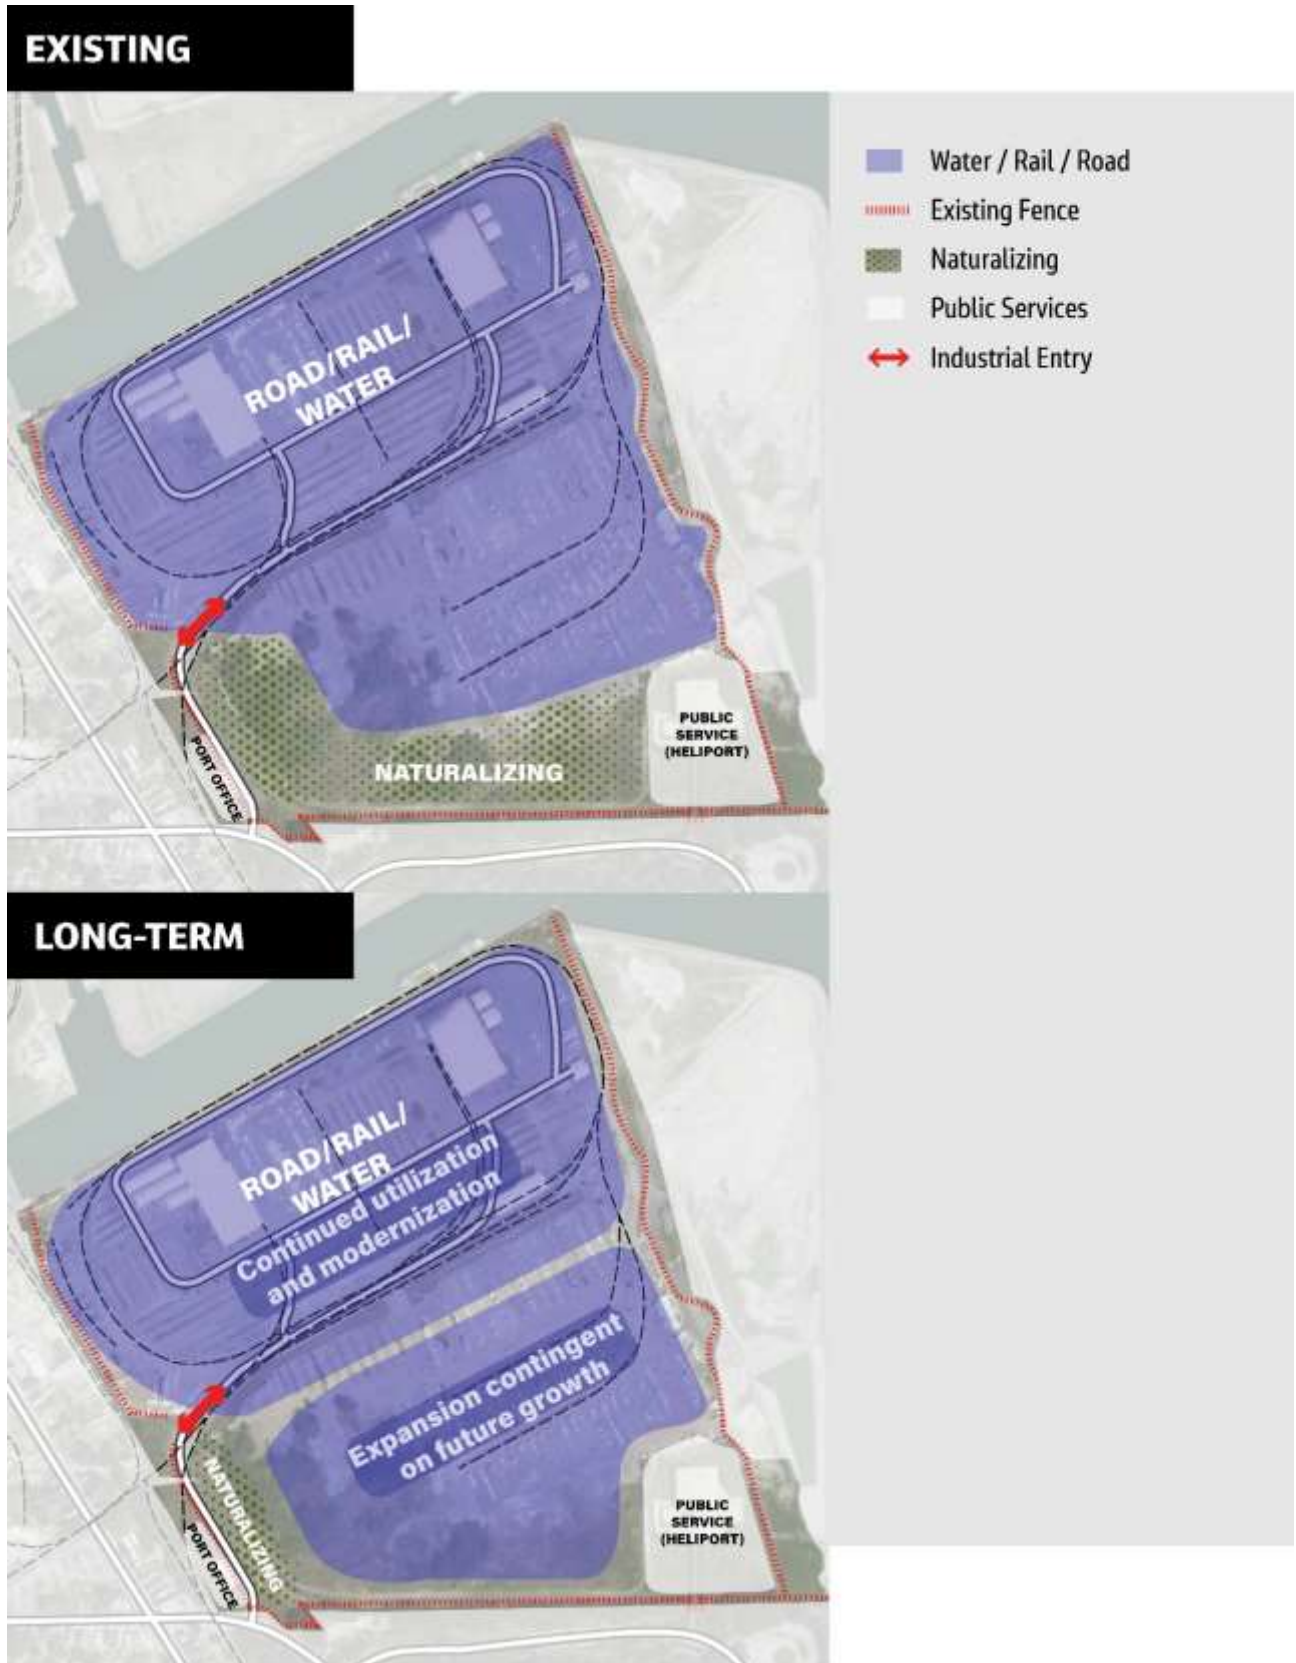 EXISTING
Water / Rail / Road
Existing Fence
Naturalizing
Public Services
Industrial Entry
ROAD/RAIL/
WATER
PUBLIC
SERVICE
(HELIPORT)
NATURALIZING
PORT OFFICE
LONG-TERM
ROAD/RAIL/
WATER
Continued utilization
and modernization
Expansion contingent
on future growth
NATURALIZING
PUBLIC
SERVICE
(HELIPORT)
PORT OFFICE